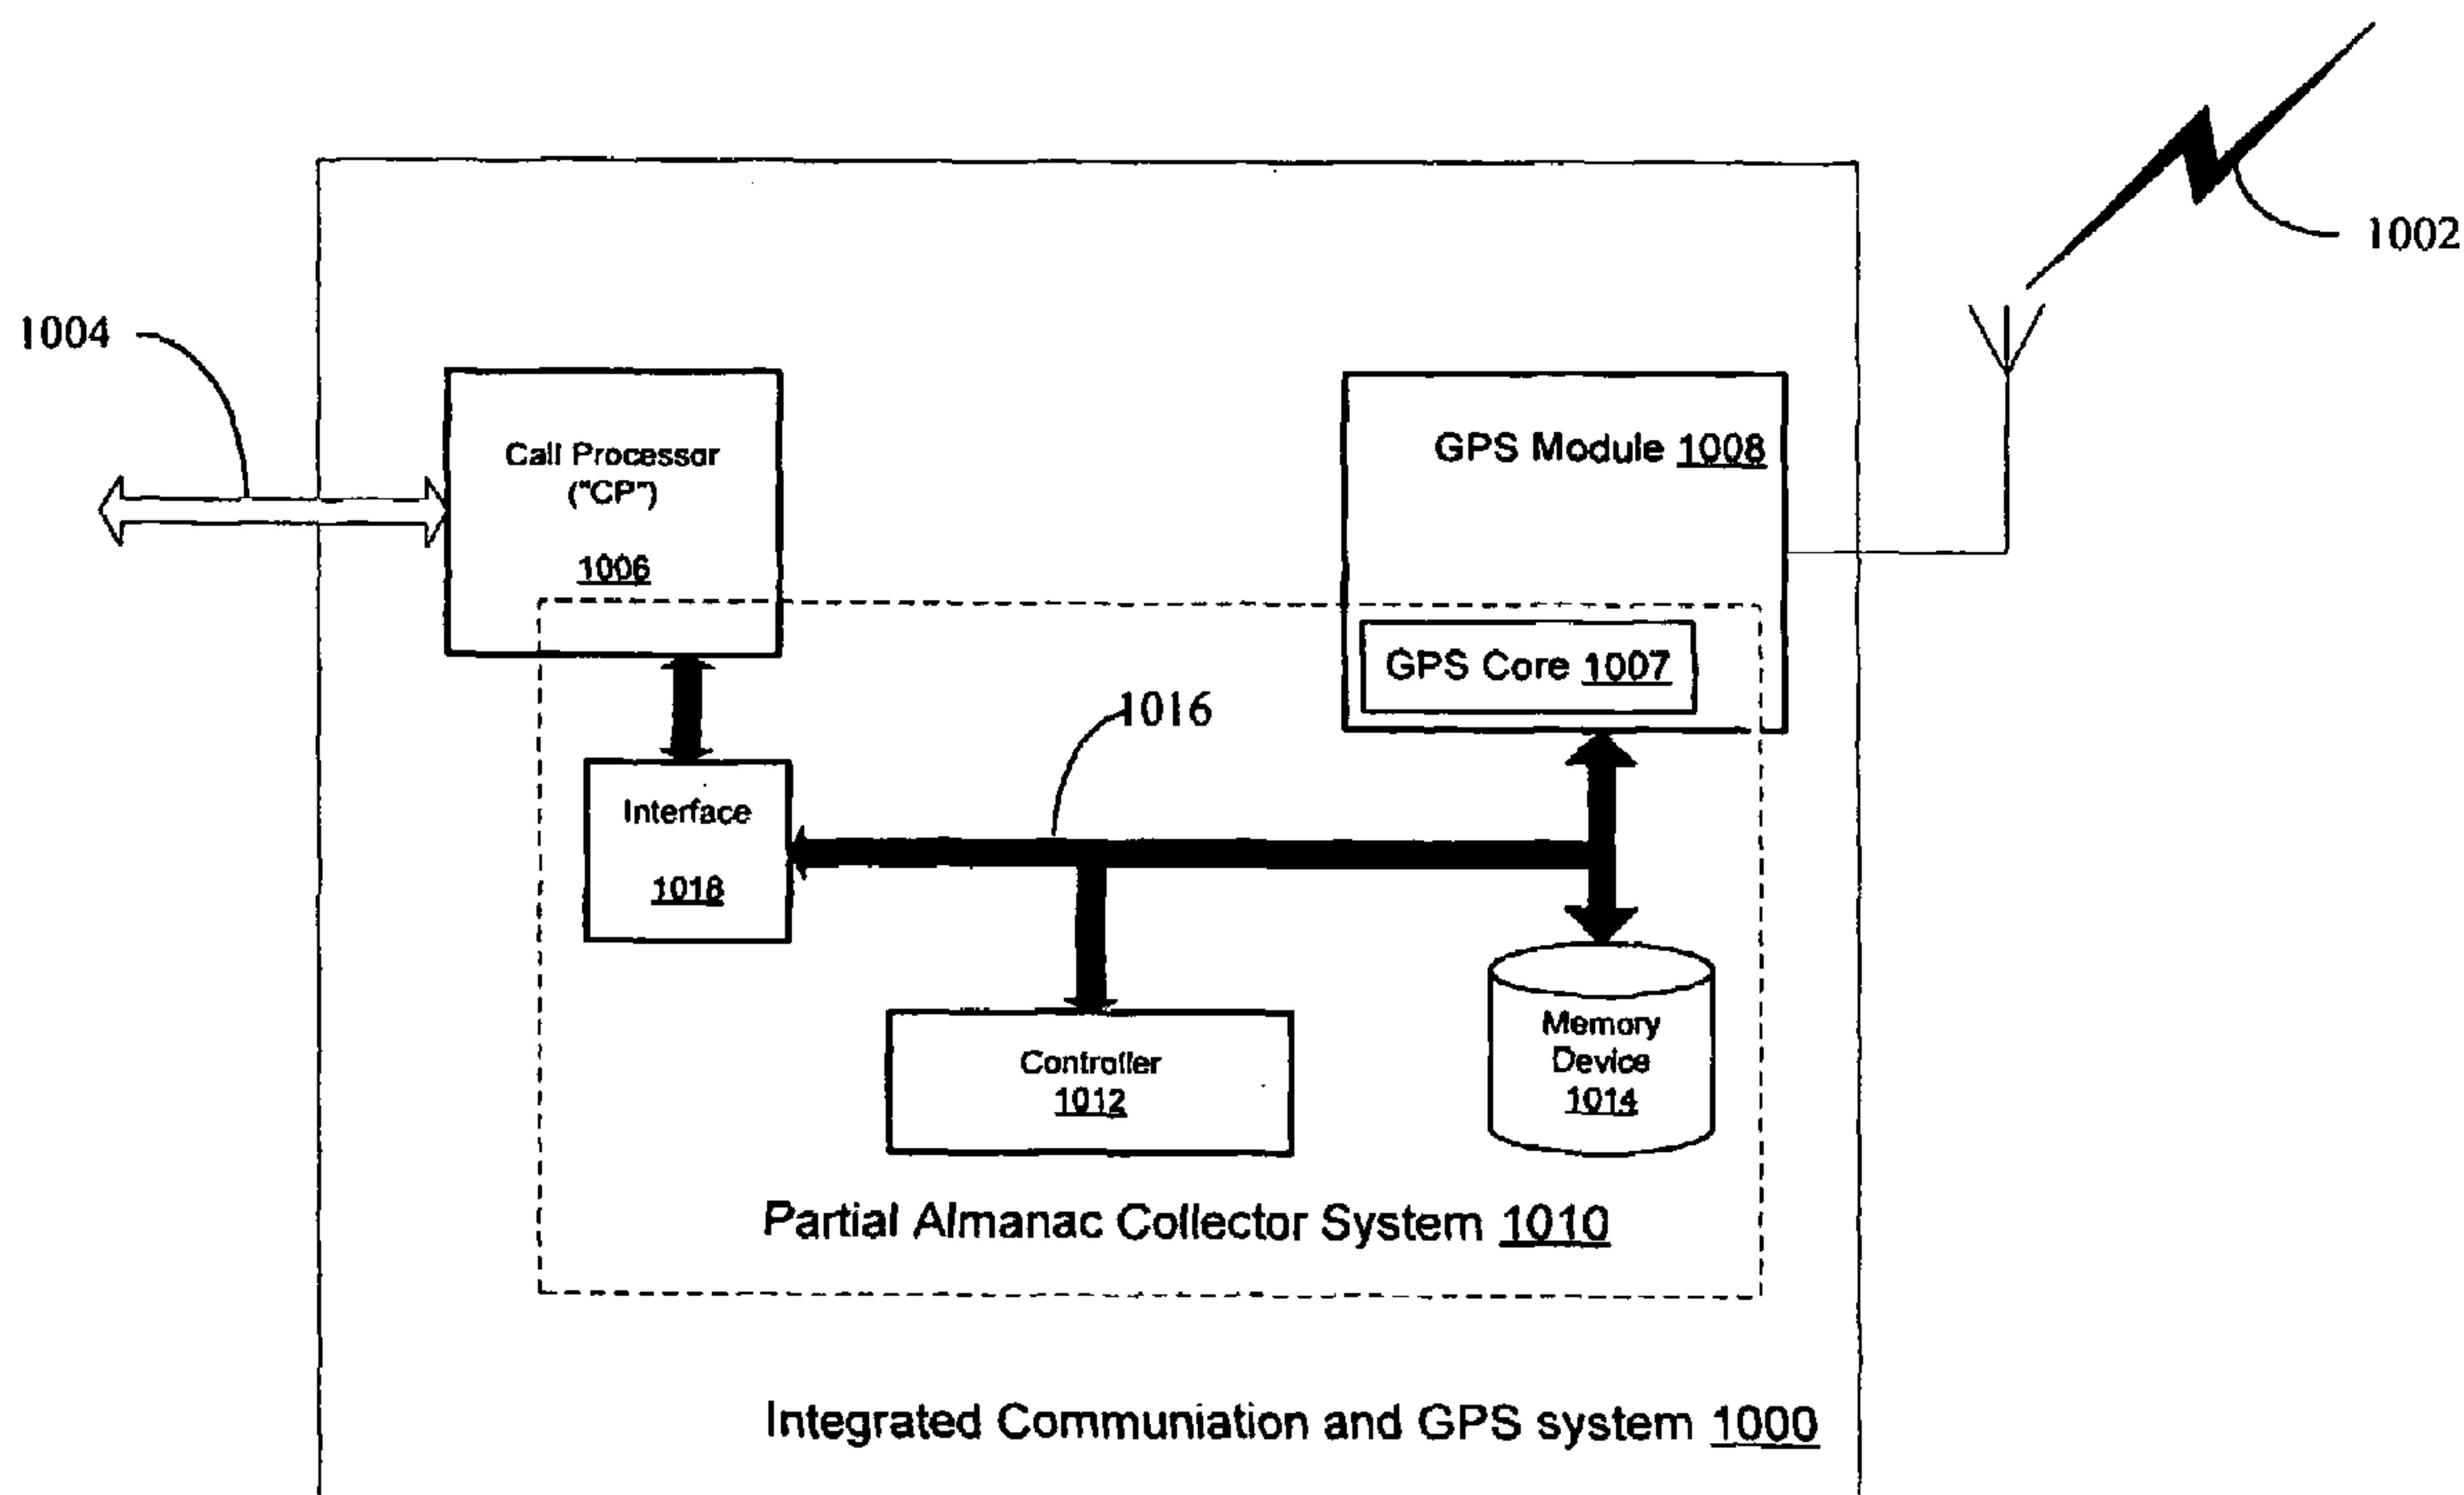 1002
1004
Call Processor
("CP")
1006
GPS Module 1008
GPS Core 1007
1016
Interface
1018
Controller
1012
Memory
Device
1014
Partial Almanac Collector System 1010
Integrated Communiation and GPS system 1000